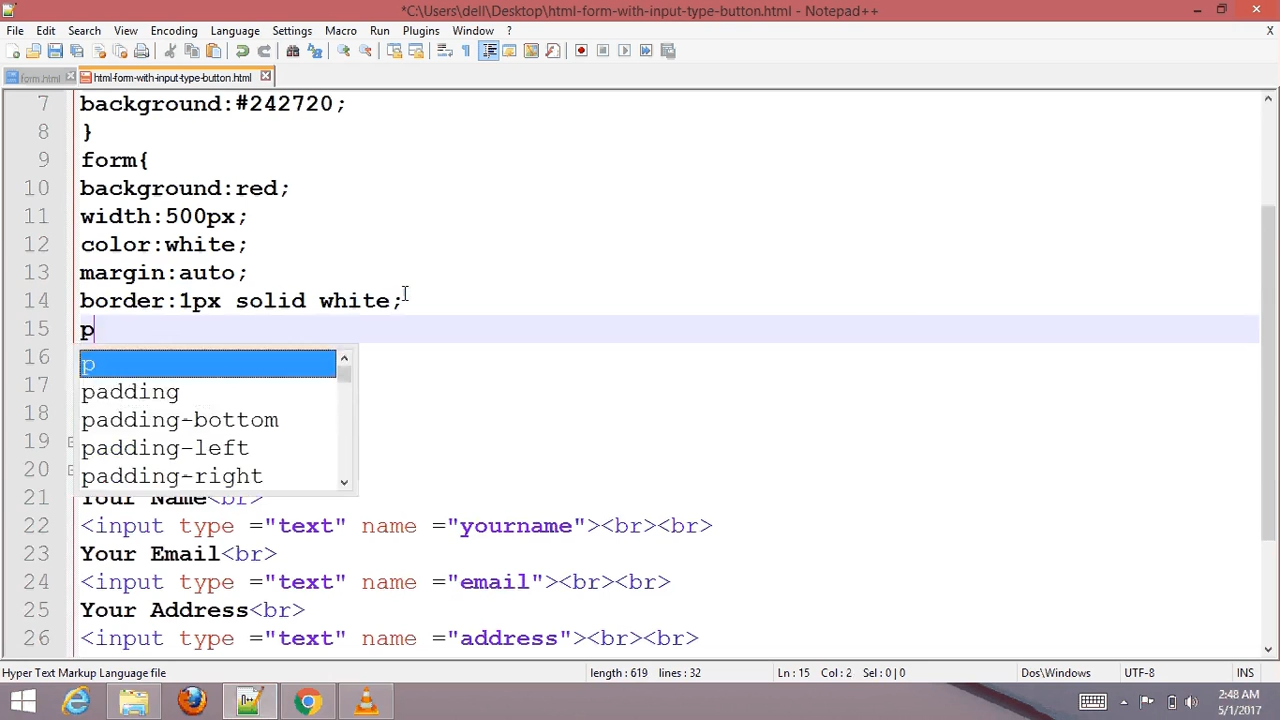 *C:\Users\dell\Desktop\html-form-with-input-type-button.html - Notepad++
File Edit Search View Encoding Language Settings Macro Run Plugins Window ? X
form.html html-form-with-input-type-button.html
7 background:#242720;
8 }
9 form{
10 background:red;
11 width:500px;
12 color:white;
13 margin:auto;
14 border:1px solid white;
15 p
16 p
padding
17
18 padding-bottom
19 padding-left
20 padding-right
21 Your Name<br>
22 <input type ="text" name ="yourname"><br><br>
23 Your Email<br>
24 <input type ="text" name ="email"><br><br>
25 Your Address<br>
26 <input type ="text" name ="address"><br><br>
Hyper Text Markup Language file length : 619 lines : 32 Ln : 15 Col : 2 Sel : 0 | 0 Dos\Windows UTF-8 INS
2:48 AM
5/1/2017